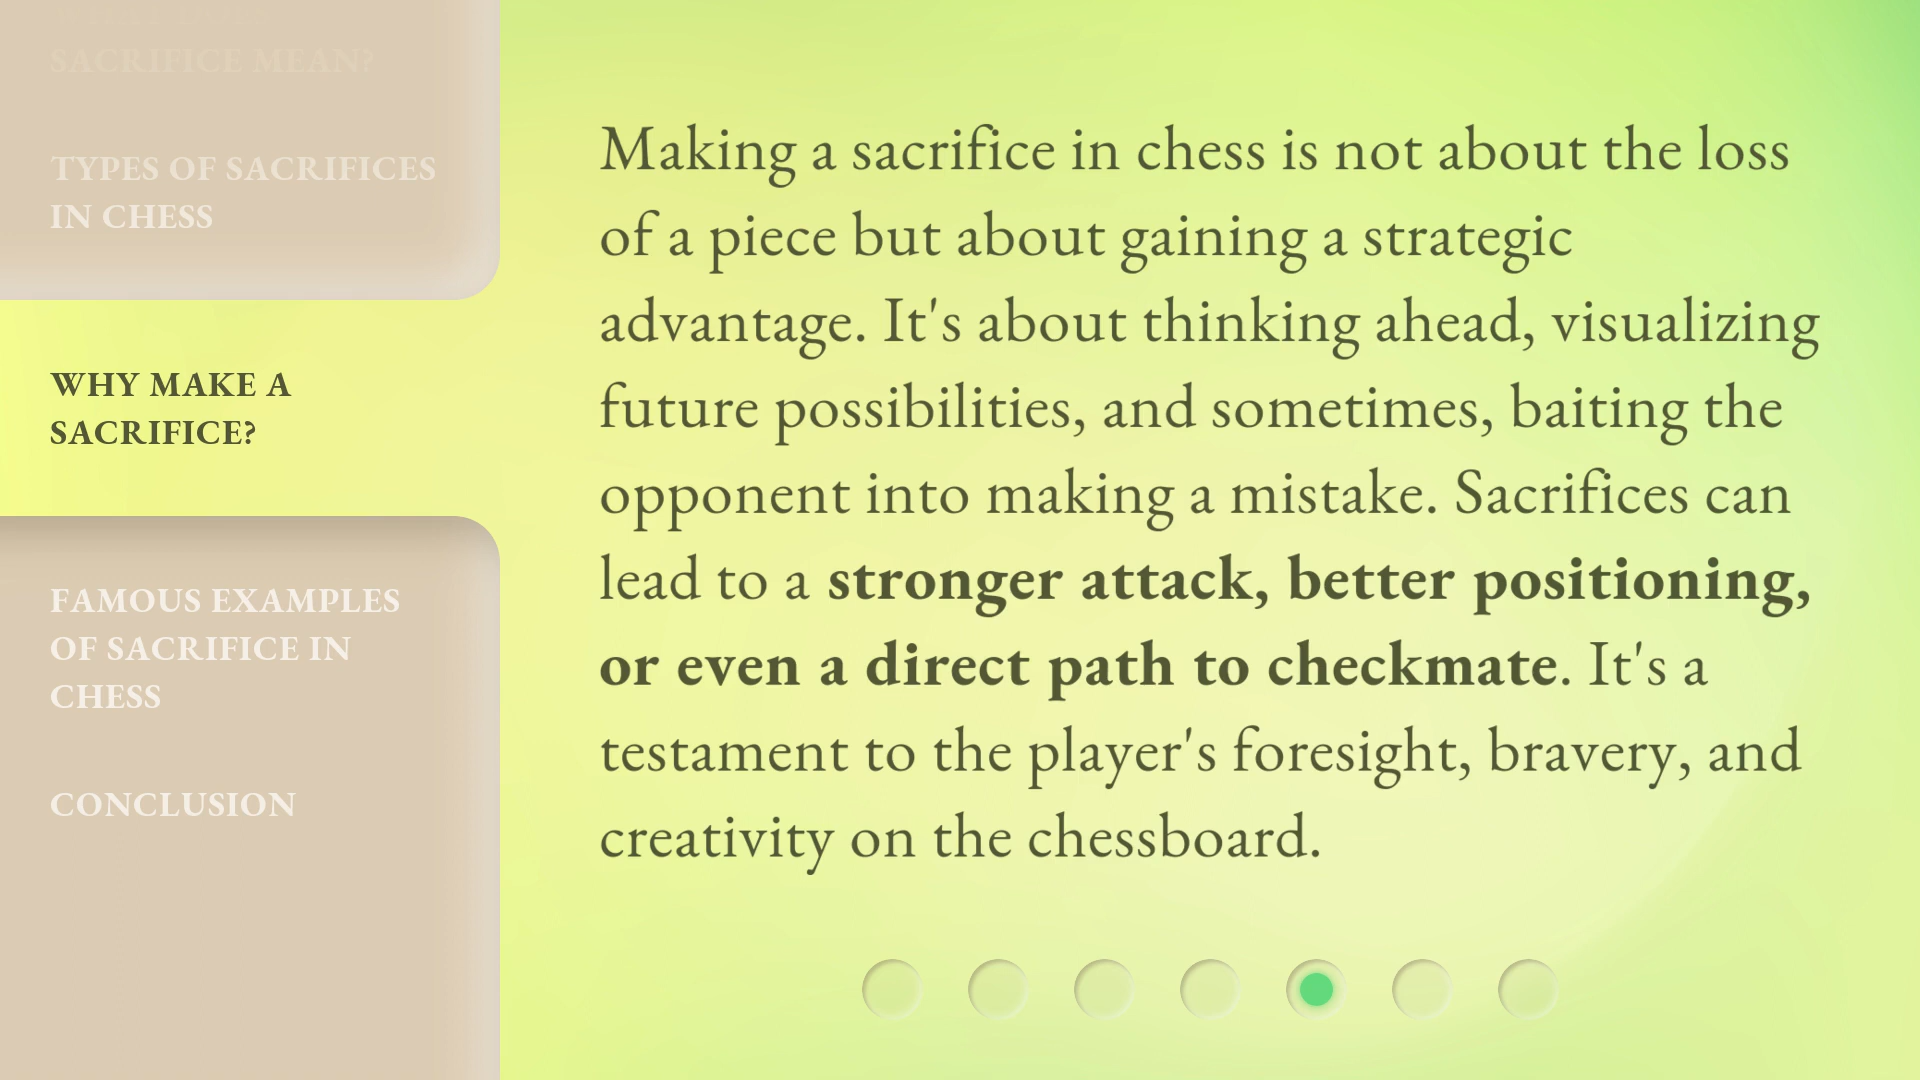 SACRIFICE MEAN?
TYPES OF SACRIFICES
IN CHESS
WHY MAKE A
SACRIFICE?
FAMOUS EXAMPLES
OF SACRIFICE IN
CHESS
CONCLUSION
Making a sacrifice in chess is not about the loss
of a piece but about gaining a strategic
advantage. It's about thinking ahead, visualizing
future possibilities, and sometimes, baiting the
opponent into making a mistake. Sacrifices can
lead to a stronger attack, better positioning,
or even a direct path to checkmate. It's a
testament to the player's foresight, bravery, and
creativity on the chessboard.